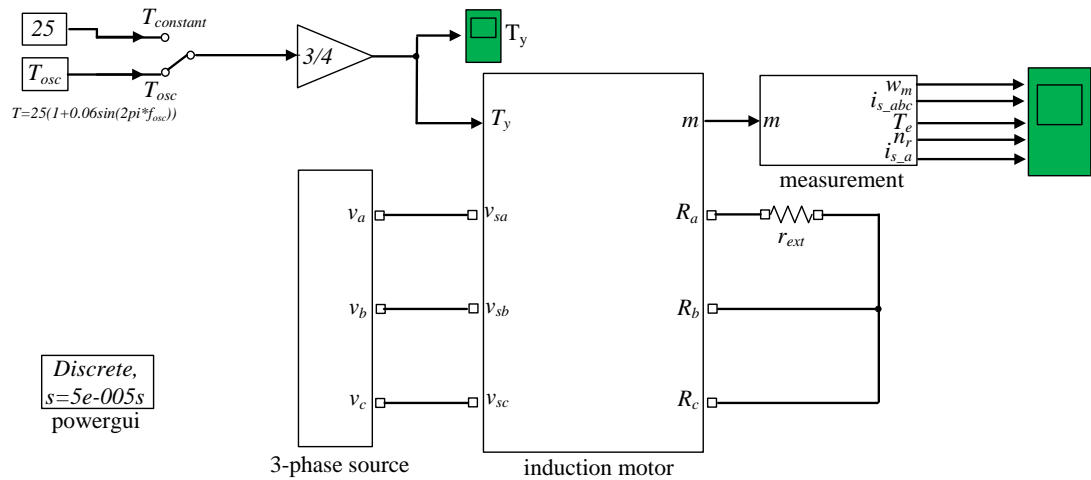 25
T_constant
T_osc
T_osc
T=25(1+0.06sin(2pi*f_osc))
3/4
T_y
T_y
m
m
w_m
i_s_abc
T_e
n_r
i_s_a
measurement
v_a
v_sa
R_a
r_ext
v_b
v_sb
R_b
v_c
v_sc
R_c
Discrete,
s=5e-005s
powergui
3-phase source
induction motor